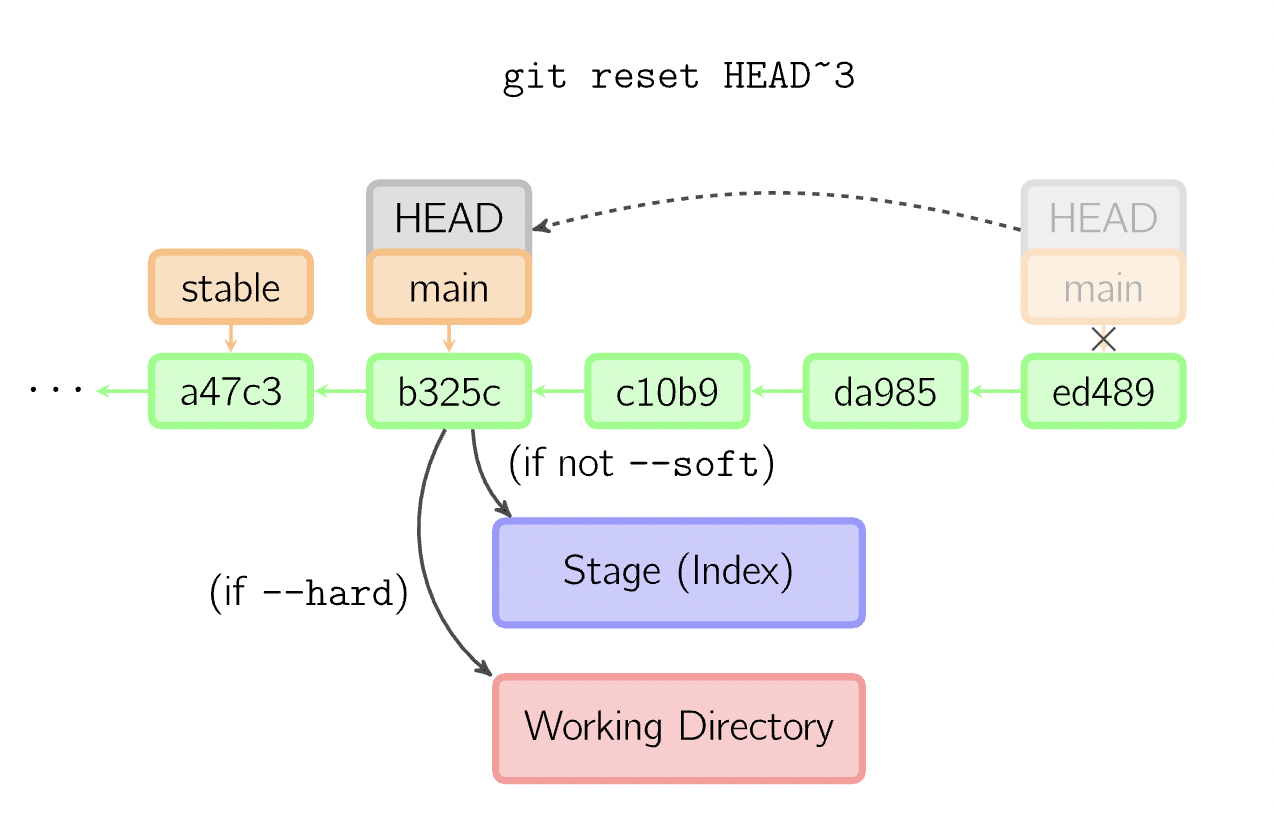 git reset HEAD~3
HEAD
HEAD
stable
main
main
... a47c3 b325c c10b9 da985 ed489
(if not --soft)
Stage (Index)
(if --hard)
Working Directory